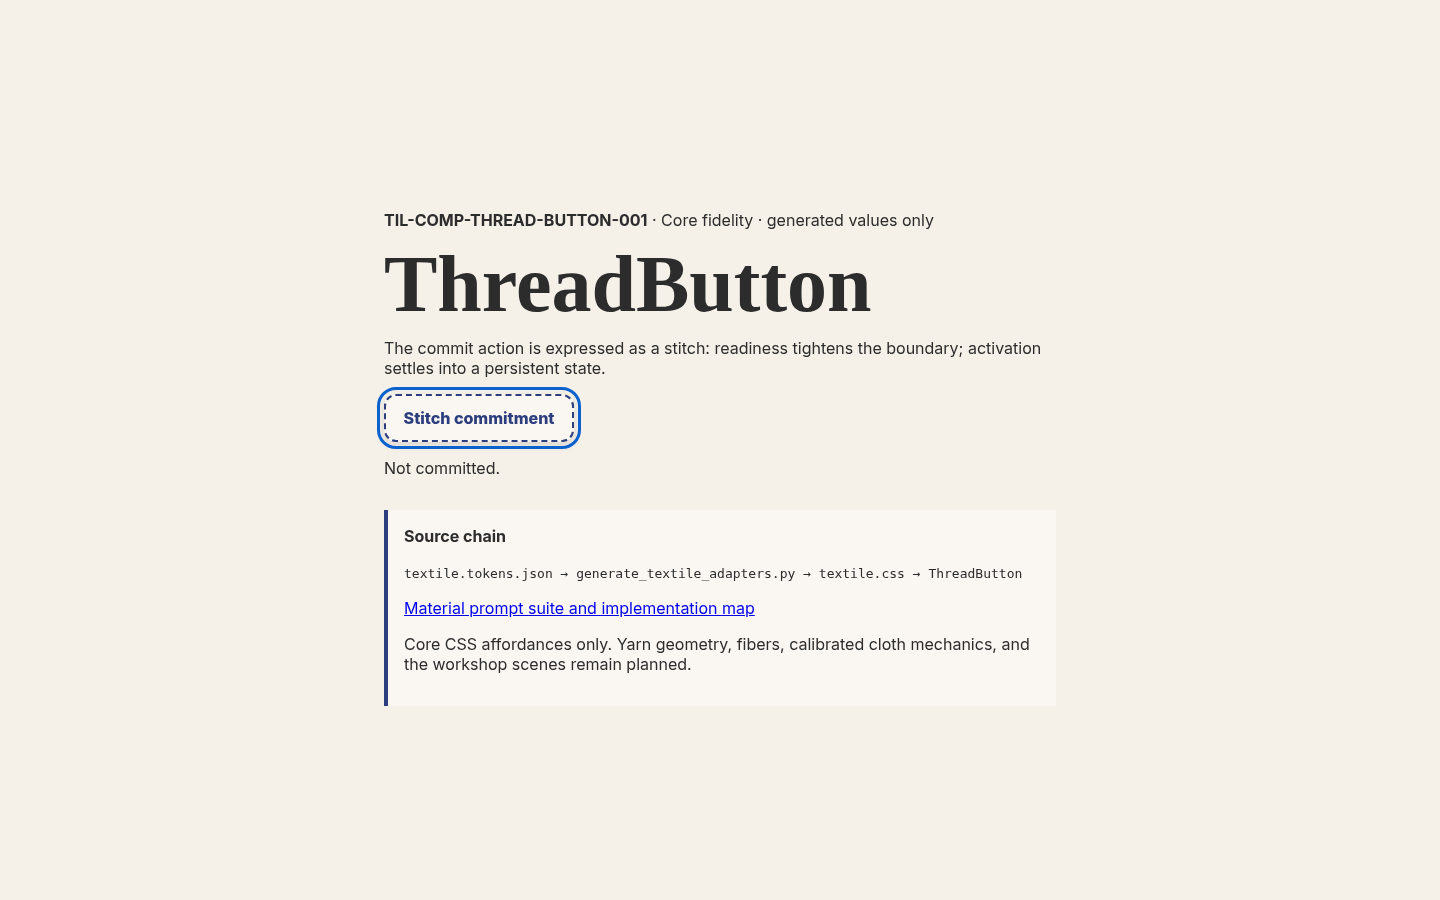 TIL-COMP-THREAD-BUTTON-001 · Core fidelity · generated values only
ThreadButton
The commit action is expressed as a stitch: readiness tightens the boundary; activation
settles into a persistent state.
Stitch commitment
Not committed.
Source chain
textile.tokens.json → generate_textile_adapters.py → textile.css → ThreadButton
Material prompt suite and implementation map
Core CSS affordances only. Yarn geometry, fibers, calibrated cloth mechanics, and
the workshop scenes remain planned.